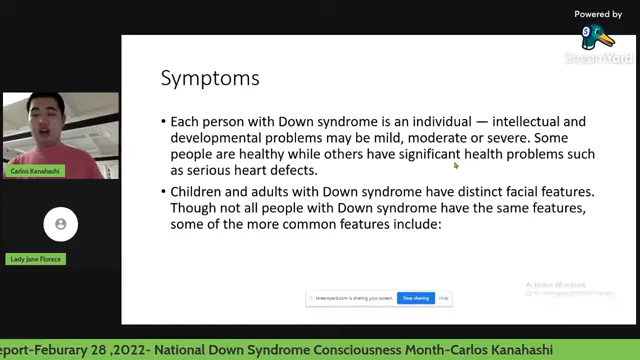 Powered by
StreamYard
Symptoms
• Each person with Down syndrome is an individual — intellectual and
developmental problems may be mild, moderate or severe. Some
people are healthy while others have significant health problems such
as serious heart defects.
• Children and adults with Down syndrome have distinct facial features.
Though not all people with Down syndrome have the same features,
some of the more common features include:
Carlos Kanahashi
Lady Jane Florece
Activate Windows
streamyard.com is sharing your screen.
Stop sharing
Hide
eport-Feburary 28 ,2022- National Down Syndrome Consciousness Month-Carlos Kanahashi